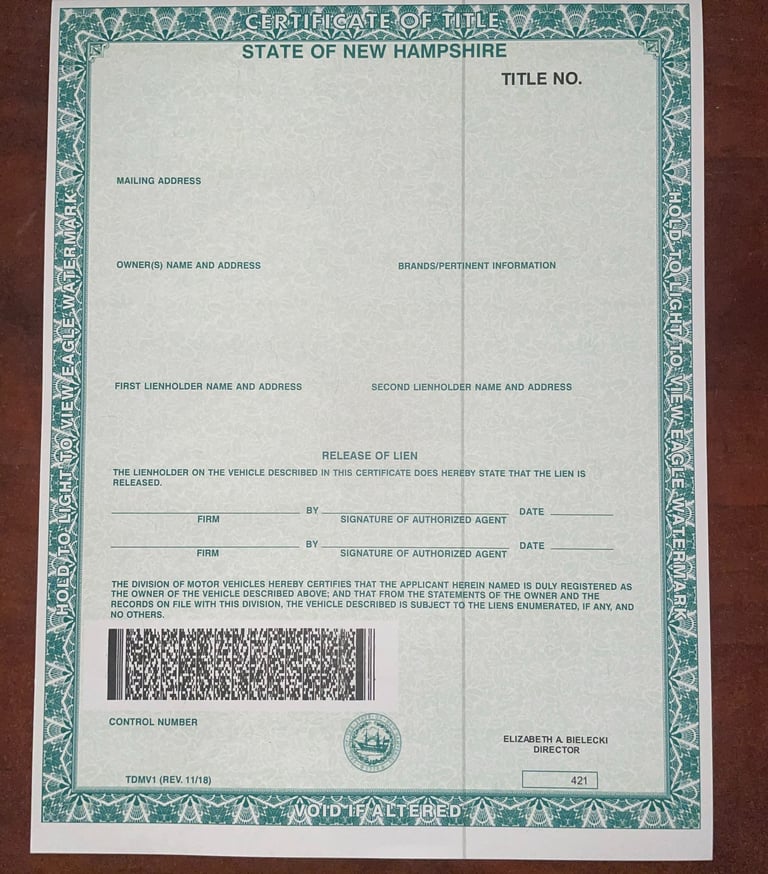 CERTIFICATE OF TITLE
STATE OF NEW HAMPSHIRE
TITLE NO.
MAILING ADDRESS
OWNER(S) NAME AND ADDRESS
BRANDS/PERTINENT INFORMATION
FIRST LIENHOLDER NAME AND ADDRESS
SECOND LIENHOLDER NAME AND ADDRESS
RELEASE OF LIEN
THE LIENHOLDER ON THE VEHICLE DESCRIBED IN THIS CERTIFICATE DOES HEREBY STATE THAT THE LIEN IS
RELEASED.
BY DATE
FIRM SIGNATURE OF AUTHORIZED AGENT
BY DATE
FIRM SIGNATURE OF AUTHORIZED AGENT
THE DIVISION OF MOTOR VEHICLES HEREBY CERTIFIES THAT THE APPLICANT HEREIN NAMED IS DULY REGISTERED AS
THE OWNER OF THE VEHICLE DESCRIBED ABOVE; AND THAT FROM THE STATEMENTS OF THE OWNER AND THE
RECORDS ON FILE WITH THIS DIVISION, THE VEHICLE DESCRIBED IS SUBJECT TO THE LIENS ENUMERATED, IF ANY, AND
NO OTHERS.
CONTROL NUMBER
ELIZABETH A. BIELECKI
DIRECTOR
TDMV1 (REV. 11/18)
421
VOID IF ALTERED
HOLD TO LIGHT TO VIEW EAGLE WATERMARK
HOLD TO LIGHT TO VIEW EAGLE WATERMARK